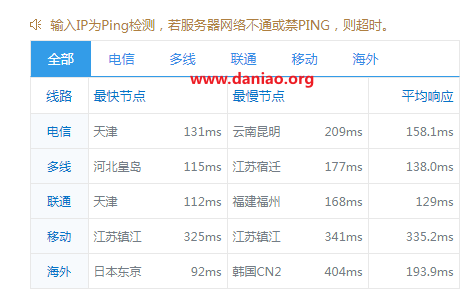 输入IP为Ping检测，若服务器网络不通或禁PING，则超时。
全部 电信 多线 联通 移动 海外
www.daniao.org
线路 最快节点 最慢节点 平均响应
电信 天津 131ms 云南昆明 209ms 158.1ms
多线 河北皇岛 115ms 江苏宿迁 177ms 138.0ms
联通 天津 112ms 福建福州 168ms 129ms
移动 江苏镇江 325ms 江苏镇江 341ms 335.2ms
海外 日本东京 92ms 韩国CN2 404ms 193.9ms